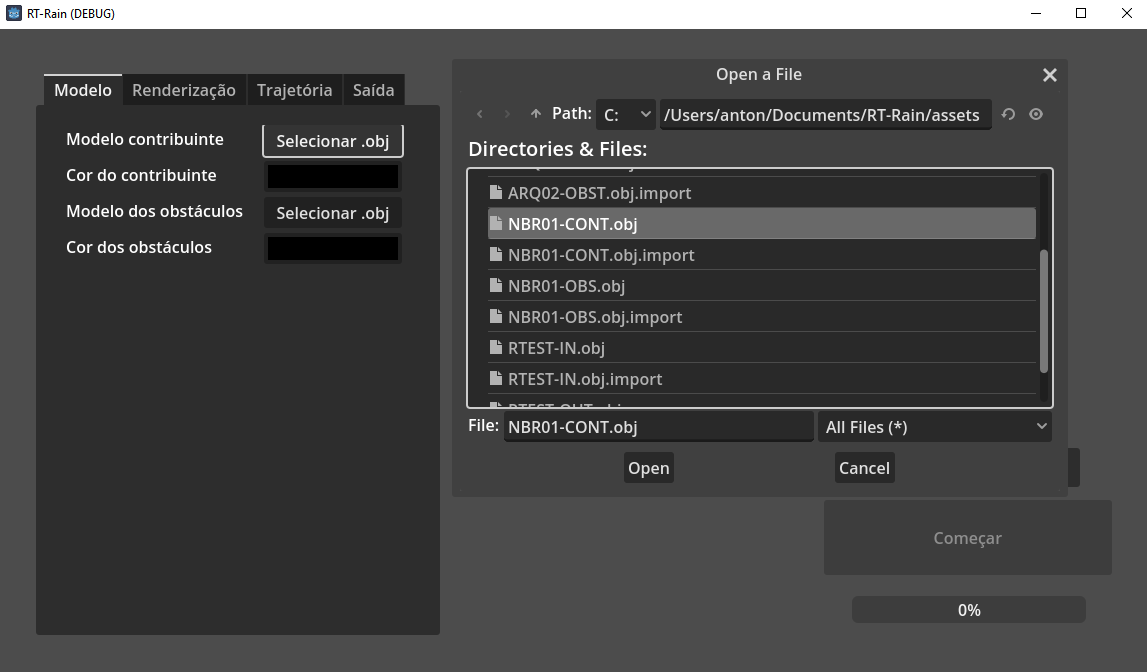 RT-Rain (DEBUG)
Modelo Renderização Trajetória Saída
Modelo contribuinte Selecionar .obj
Cor do contribuinte
Modelo dos obstáculos Selecionar .obj
Cor dos obstáculos
Open a File
Path: C: /Users/anton/Documents/RT-Rain/assets
Directories & Files:
ARQ02-OBST.obj.import
NBR01-CONT.obj
NBR01-CONT.obj.import
NBR01-OBS.obj
NBR01-OBS.obj.import
RTEST-IN.obj
RTEST-IN.obj.import
File: NBR01-CONT.obj All Files (*)
Open Cancel
Começar
0%